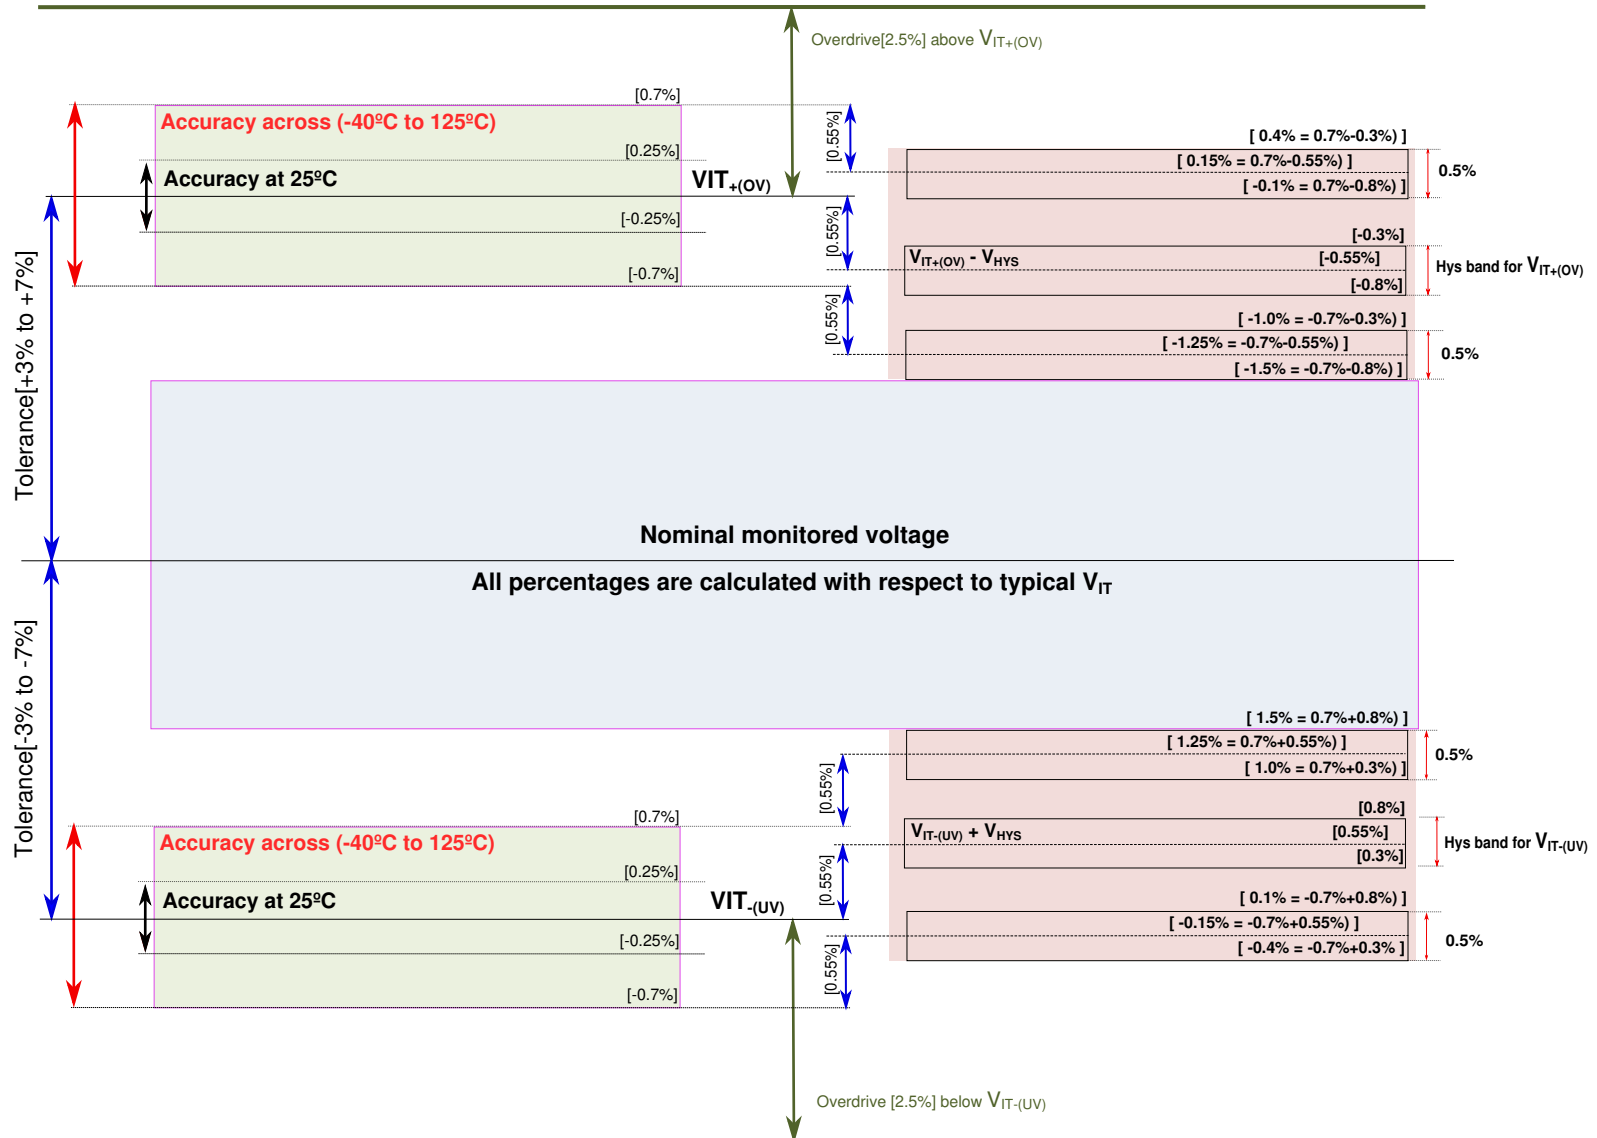 Overdrive[2.5%] above VIT+(OV)
[0.7%]
Accuracy across (-40ºC to 125ºC)
[0.25%]
Accuracy at 25ºC
VIT+(OV)
[-0.25%]
[-0.7%]
[0.55%]
[0.55%]
[0.55%]
[ 0.4% = 0.7%-0.3%) ]
[ 0.15% = 0.7%-0.55%) ]
[ -0.1% = 0.7%-0.8%) ]
0.5%
[-0.3%]
VIT+(OV) - VHYS
[-0.55%]
[-0.8%]
Hys band for VIT+(OV)
[ -1.0% = -0.7%-0.3%) ]
[ -1.25% = -0.7%-0.55%) ]
[ -1.5% = -0.7%-0.8%) ]
0.5%
Tolerance[+3% to +7%]
Nominal monitored voltage
All percentages are calculated with respect to typical VIT
Tolerance[-3% to -7%]
[ 1.5% = 0.7%+0.8%) ]
[ 1.25% = 0.7%+0.55%) ]
[ 1.0% = 0.7%+0.3%) ]
0.5%
[0.7%]
Accuracy across (-40ºC to 125ºC)
[0.25%]
Accuracy at 25ºC
VIT-(UV)
[-0.25%]
[-0.7%]
[0.55%]
[0.55%]
[0.55%]
[0.8%]
VIT-(UV) + VHYS
[0.55%]
[0.3%]
Hys band for VIT-(UV)
[ 0.1% = -0.7%+0.8%) ]
[ -0.15% = -0.7%+0.55%) ]
[ -0.4% = -0.7%+0.3% ]
0.5%
Overdrive [2.5%] below VIT-(UV)